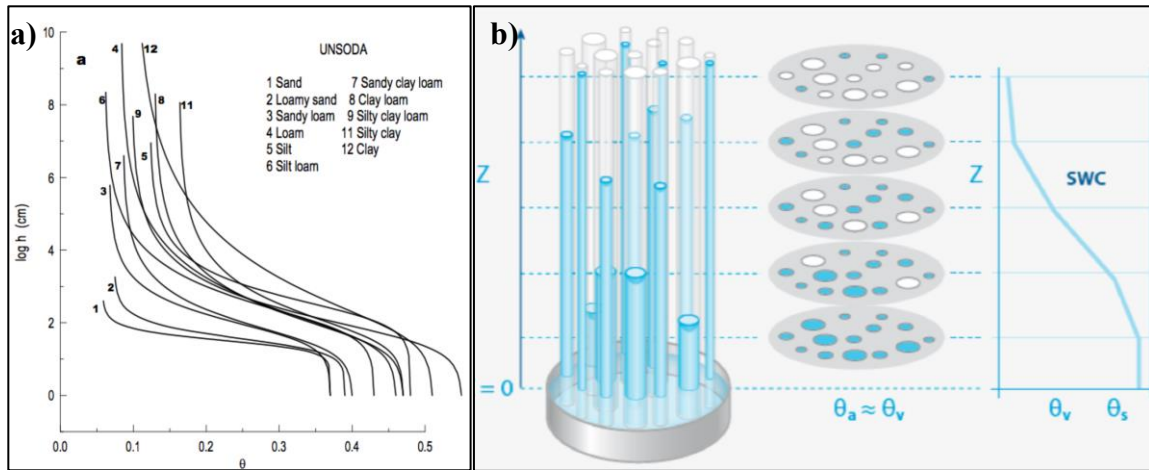 a)
a
UNSODA
1 Sand
2 Loamy sand
3 Sandy loam
4 Loam
5 Silt
6 Silt loam
7 Sandy clay loam
8 Clay loam
9 Silty clay loam
11 Silty clay
12 Clay
log h (cm)
10
8
6
4
2
0
4
12
6
9
8
11
7
5
3
2
1
0.0
0.1
0.2
0.3
0.4
0.5
θ
b)
Z
= 0
θa ≈ θv
Z
SWC
θv
θs